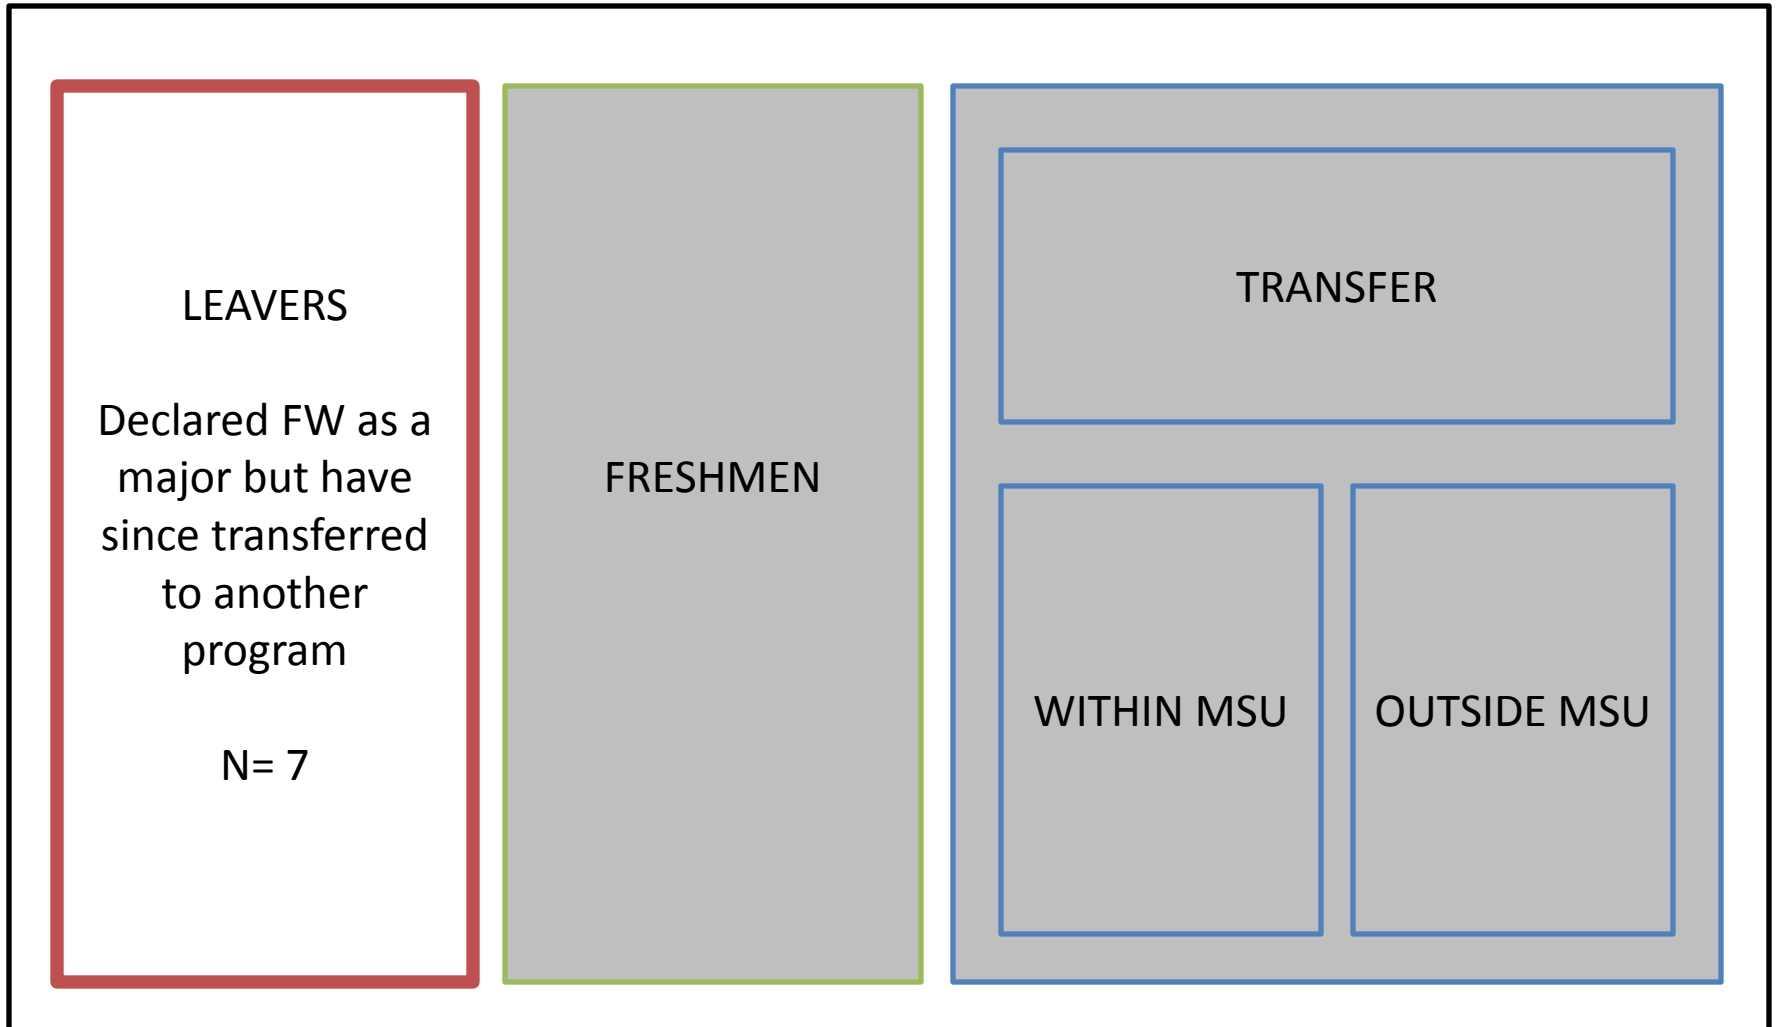 LEAVERS
Declared FW as a
major but have
since transferred
to another
program
N= 7
FRESHMEN
TRANSFER
WITHIN MSU
OUTSIDE MSU